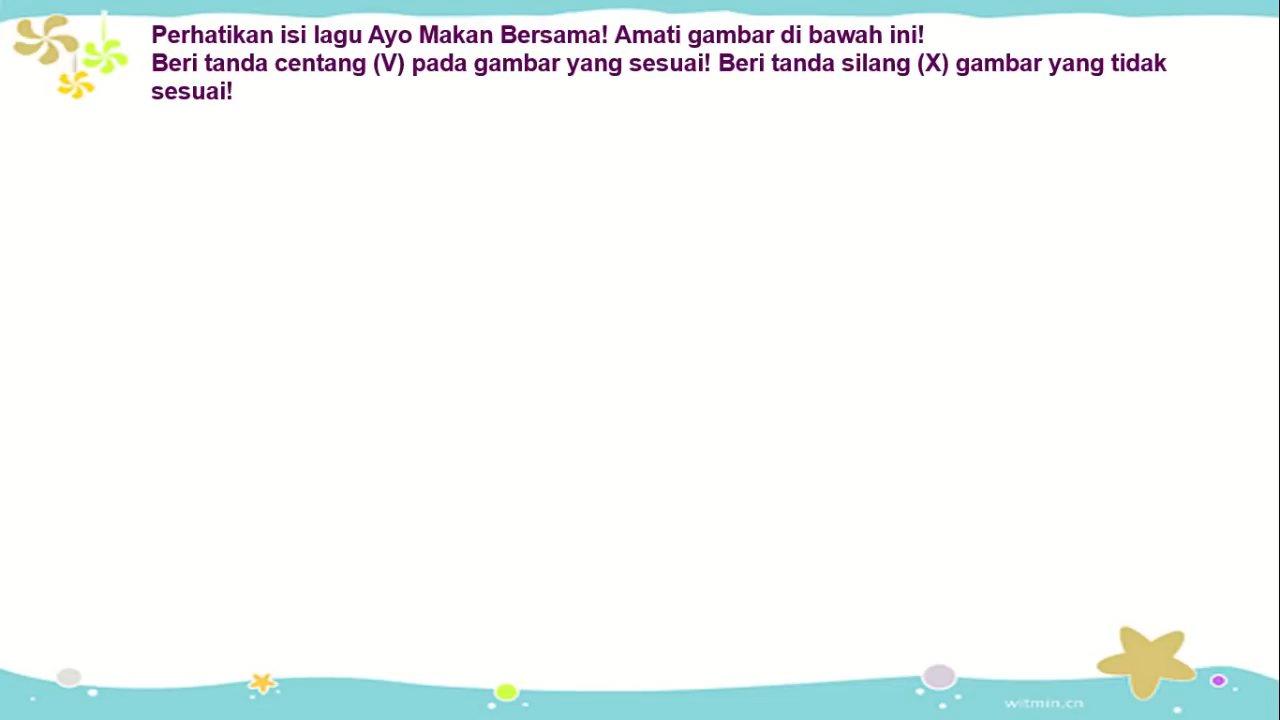 Perhatikan isi lagu Ayo Makan Bersama! Amati gambar di bawah ini!
Beri tanda centang (V) pada gambar yang sesuai! Beri tanda silang (X) gambar yang tidak
sesuai!
witmin.cn